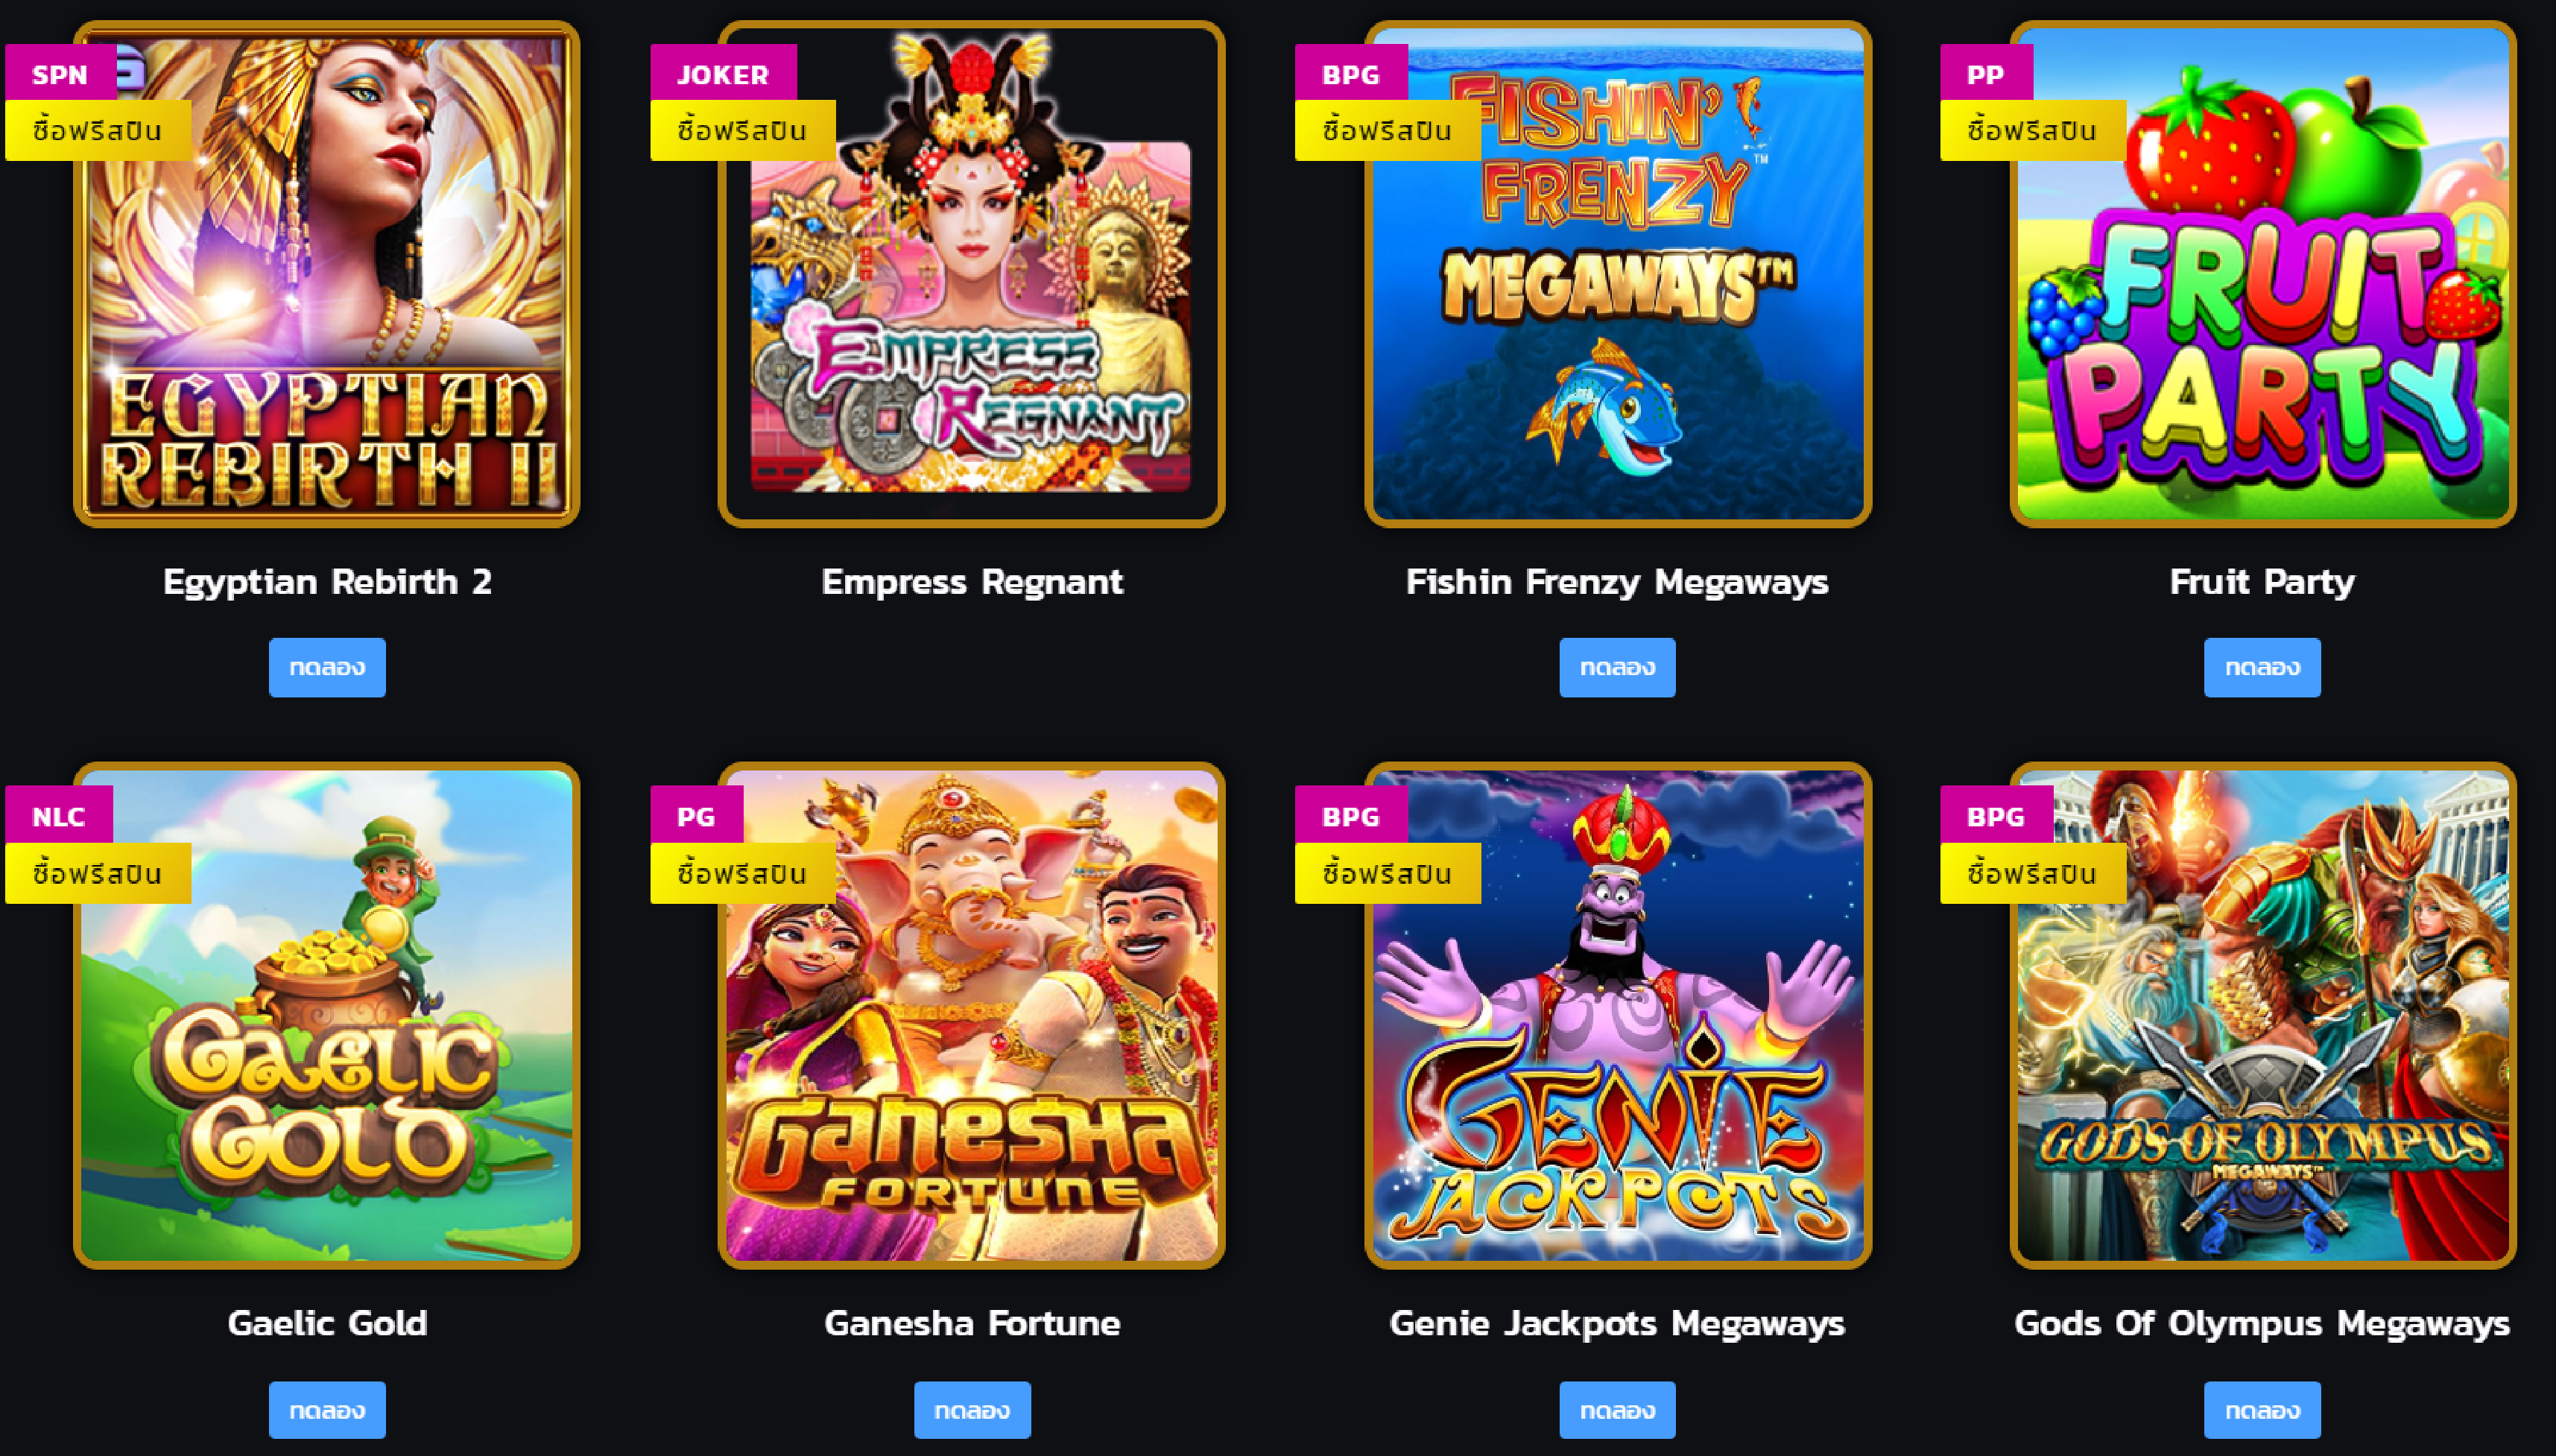 SPN
ซื้อฟรีสปิน
EGYPTIAN
REBIRTH II
Egyptian Rebirth 2
ทดลอง
JOKER
ซื้อฟรีสปิน
EMPRESS
REGNANT
Empress Regnant
BPG
ซื้อฟรีสปิน
FISHIN'
FRENZY™
MEGAWAYS™
Fishin Frenzy Megaways
ทดลอง
PP
ซื้อฟรีสปิน
FRUIT
PARTY
Fruit Party
ทดลอง
NLC
ซื้อฟรีสปิน
GAELIC
GOLD
Gaelic Gold
ทดลอง
PG
ซื้อฟรีสปิน
GANESHA
FORTUNE
Ganesha Fortune
ทดลอง
BPG
ซื้อฟรีสปิน
GENIE
JACKPOTS
Genie Jackpots Megaways
ทดลอง
BPG
ซื้อฟรีสปิน
GODS OF OLYMPUS
MEGAWAYS™
Gods Of Olympus Megaways
ทดลอง